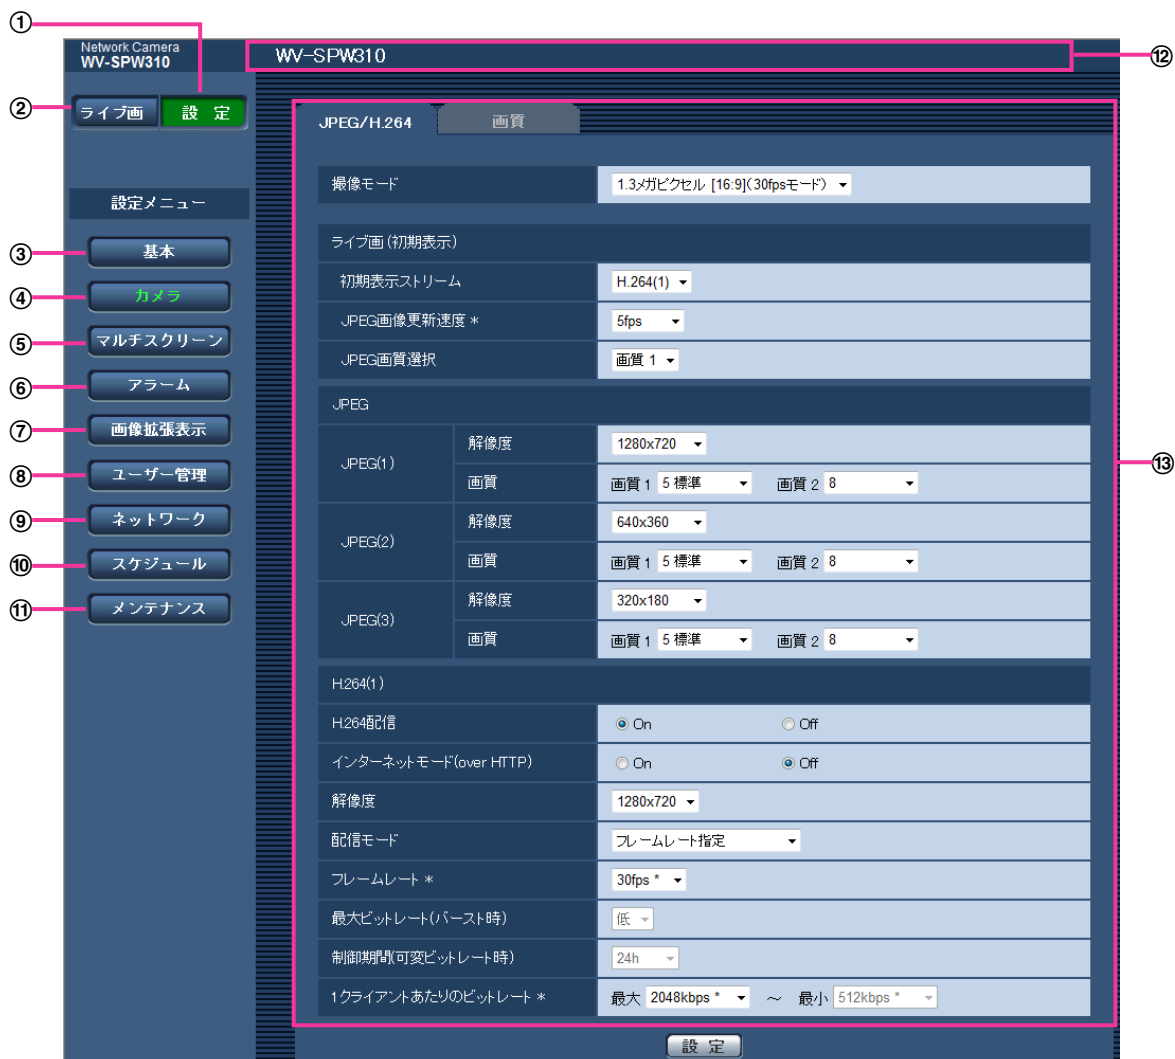 ①
Network Camera
WV-SPW310
WV-SPW310
⑫
② ライブ画 設 定
JPEG/H.264 画質
撮像モード 1.3メガピクセル [16:9](30fpsモード)
設定メニュー
ライブ画(初期表示)
③ 基本
初期表示ストリーム H.264(1)
④ カメラ
JPEG画像更新速度 * 5fps
⑤ マルチスクリーン
JPEG画質選択 画質 1
⑥ アラーム
JPEG
⑦ 画像拡張表示
JPEG(1) 解像度 1280x720
⑧ ユーザー管理
⑬
画質 画質 1 5 標準 画質 2 8
⑨ ネットワーク
JPEG(2) 解像度 640x360
⑩ スケジュール
画質 画質 1 5 標準 画質 2 8
⑪ メンテナンス
JPEG(3) 解像度 320x180
画質 画質 1 5 標準 画質 2 8
H.264(1)
H.264配信 On Off
インターネットモード(over HTTP) On Off
解像度 1280x720
配信モード フレームレート指定
フレームレート * 30fps *
最大ビットレート(バースト時) 低
制御期間(可変ビットレート時) 24h
1クライアントあたりのビットレート * 最大 2048kbps * ～ 最小 512kbps *
設 定